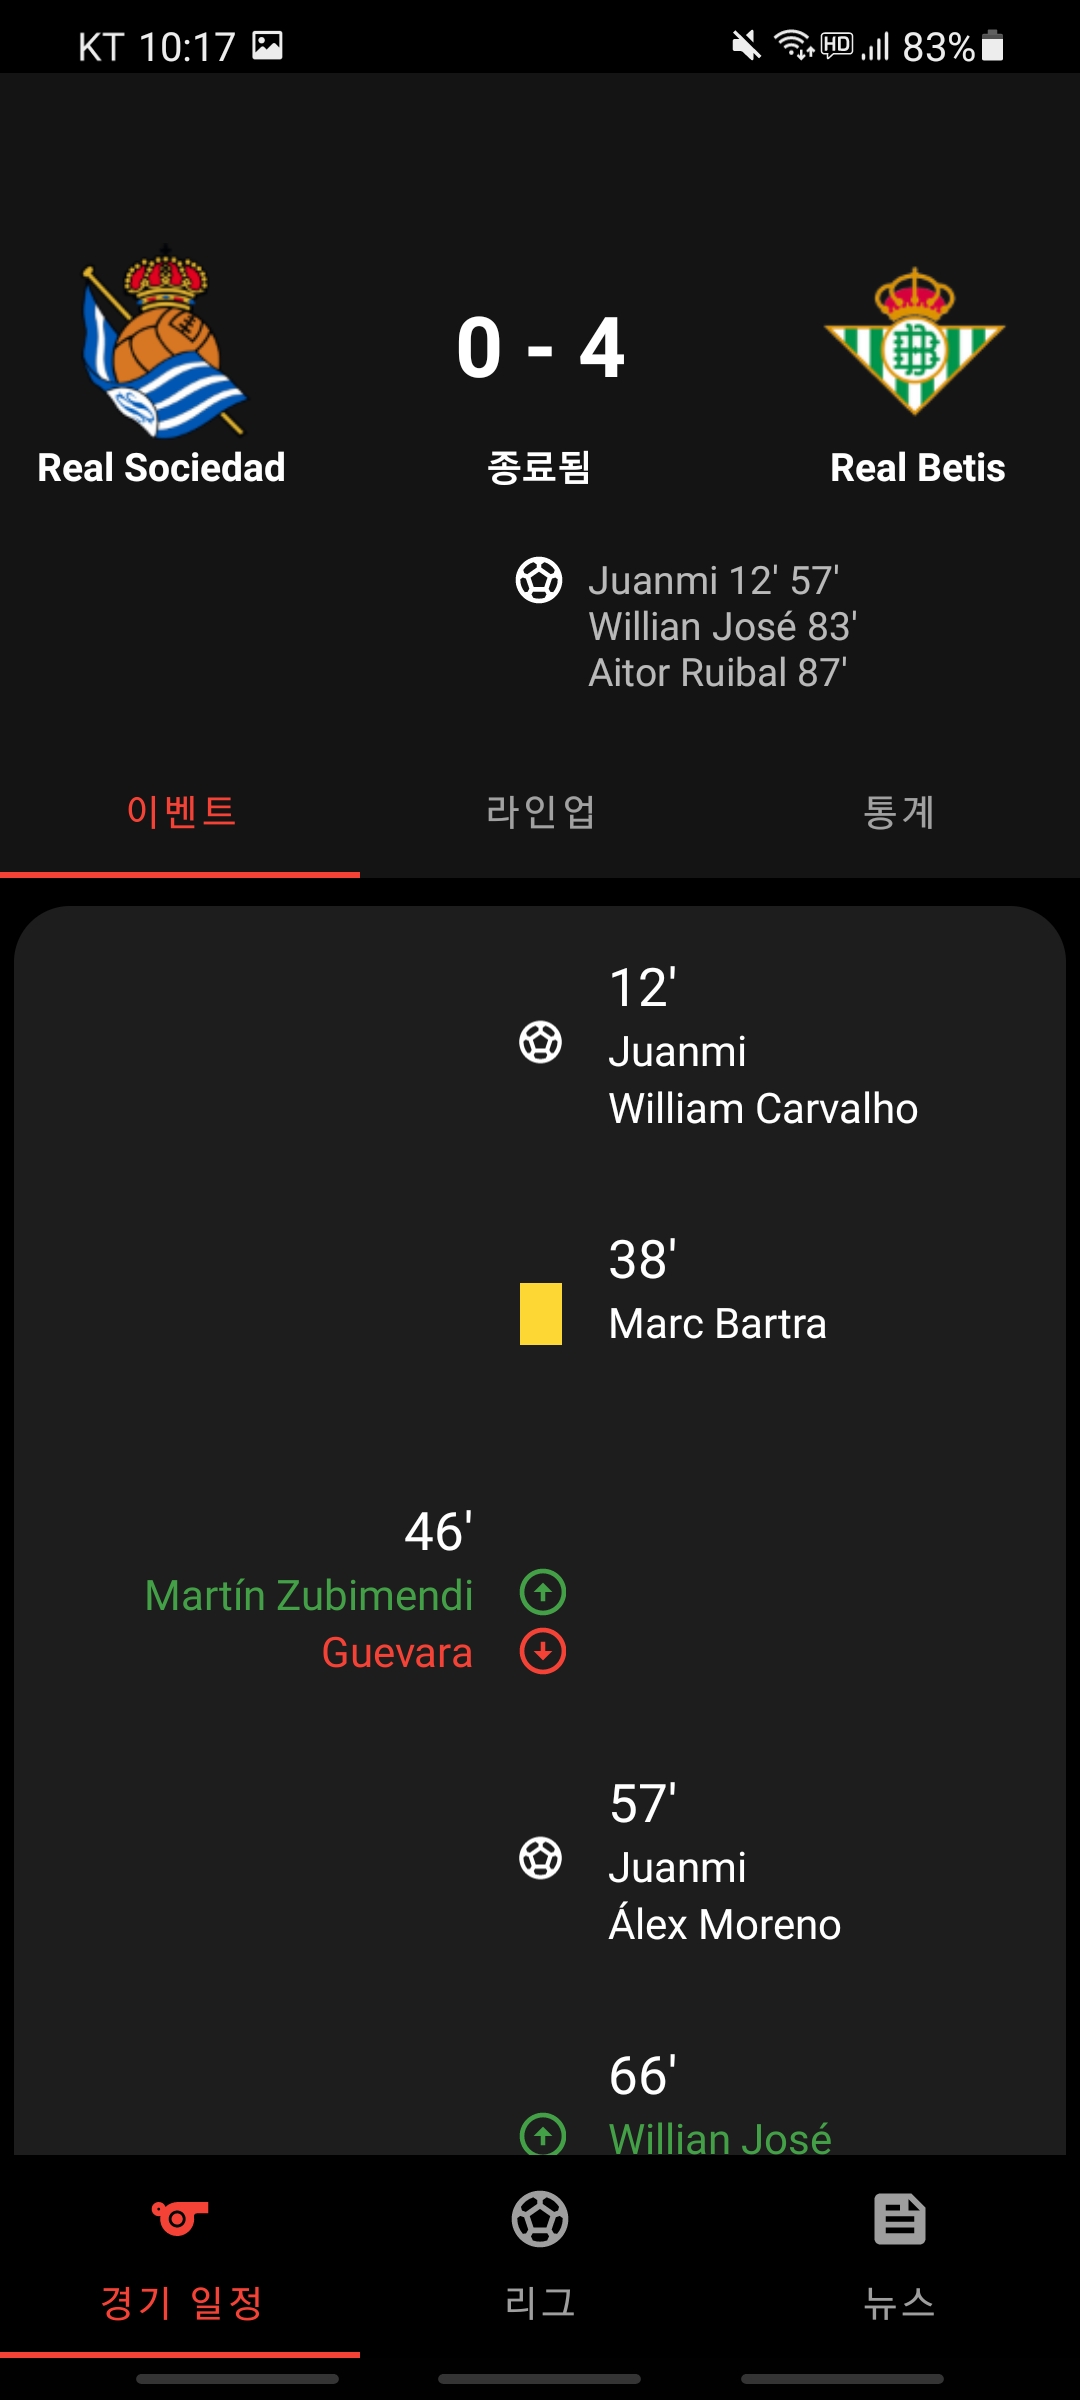 KT 10:17 HD 83%
0 - 4
Real Sociedad 종료됨 Real Betis
Juanmi 12' 57'
Willian José 83'
Aitor Ruibal 87'
이벤트 라인업 통계
12'
Juanmi
William Carvalho
38'
Marc Bartra
46'
Martín Zubimendi
Guevara
57'
Juanmi
Álex Moreno
66'
Willian José
경기 일정 리그 뉴스